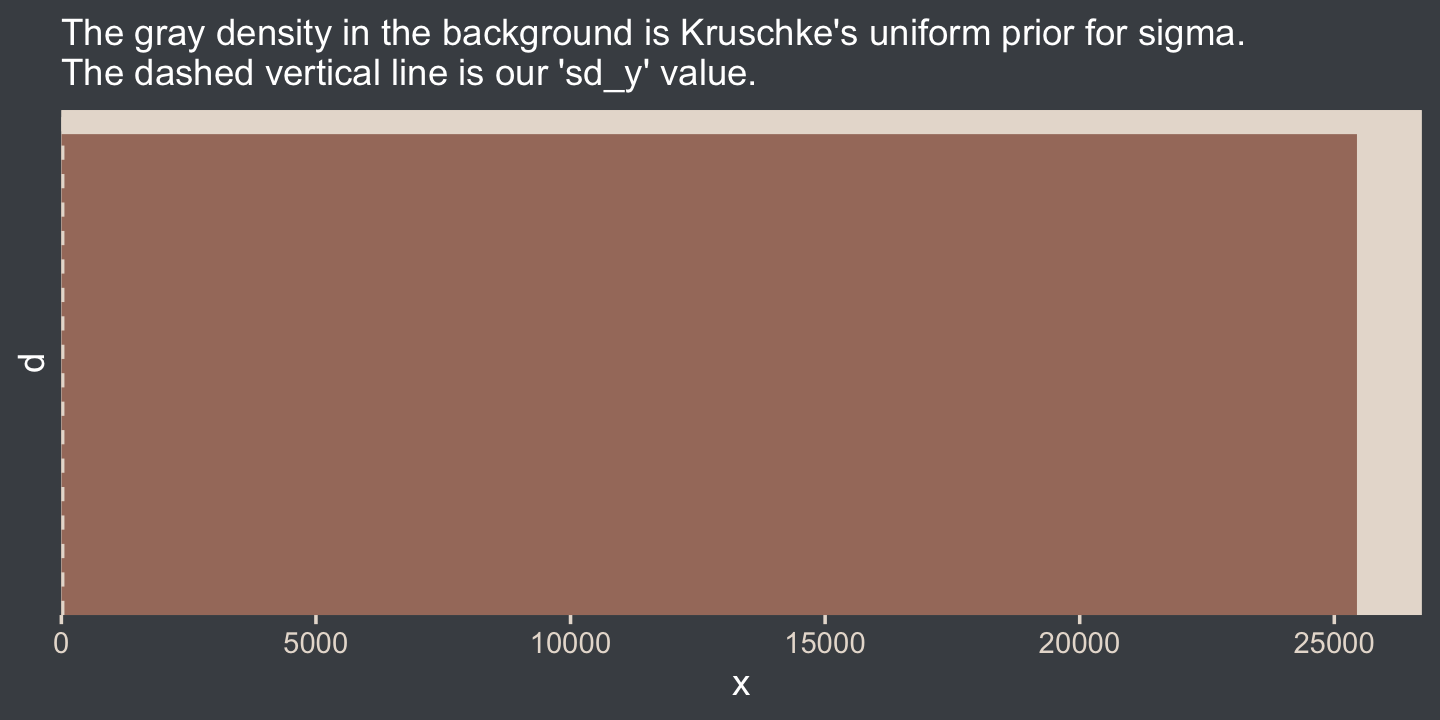 The gray density in the background is Kruschke's uniform prior for sigma.
The dashed vertical line is our 'sd_y' value.
d
0 5000 10000 15000 20000 25000
x